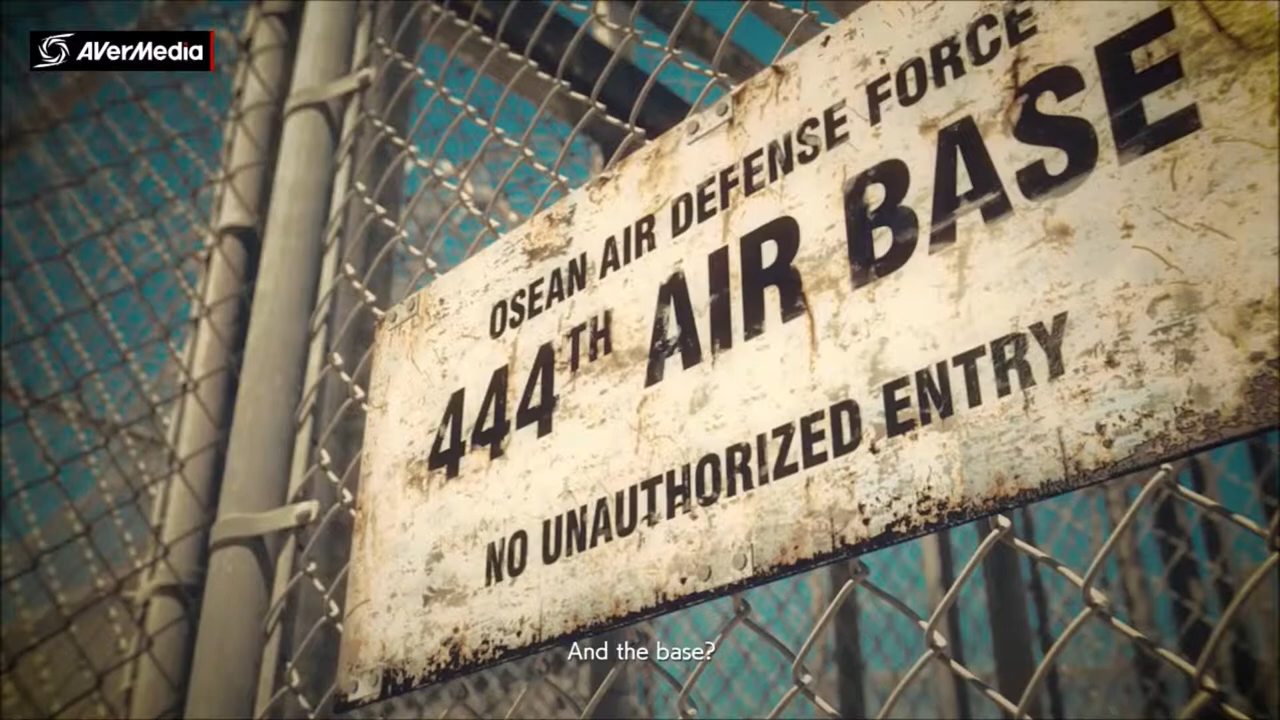 AVerMedia
OSEAN AIR DEFENSE FORCE
444TH AIR BASE
NO UNAUTHORIZED ENTRY
And the base?